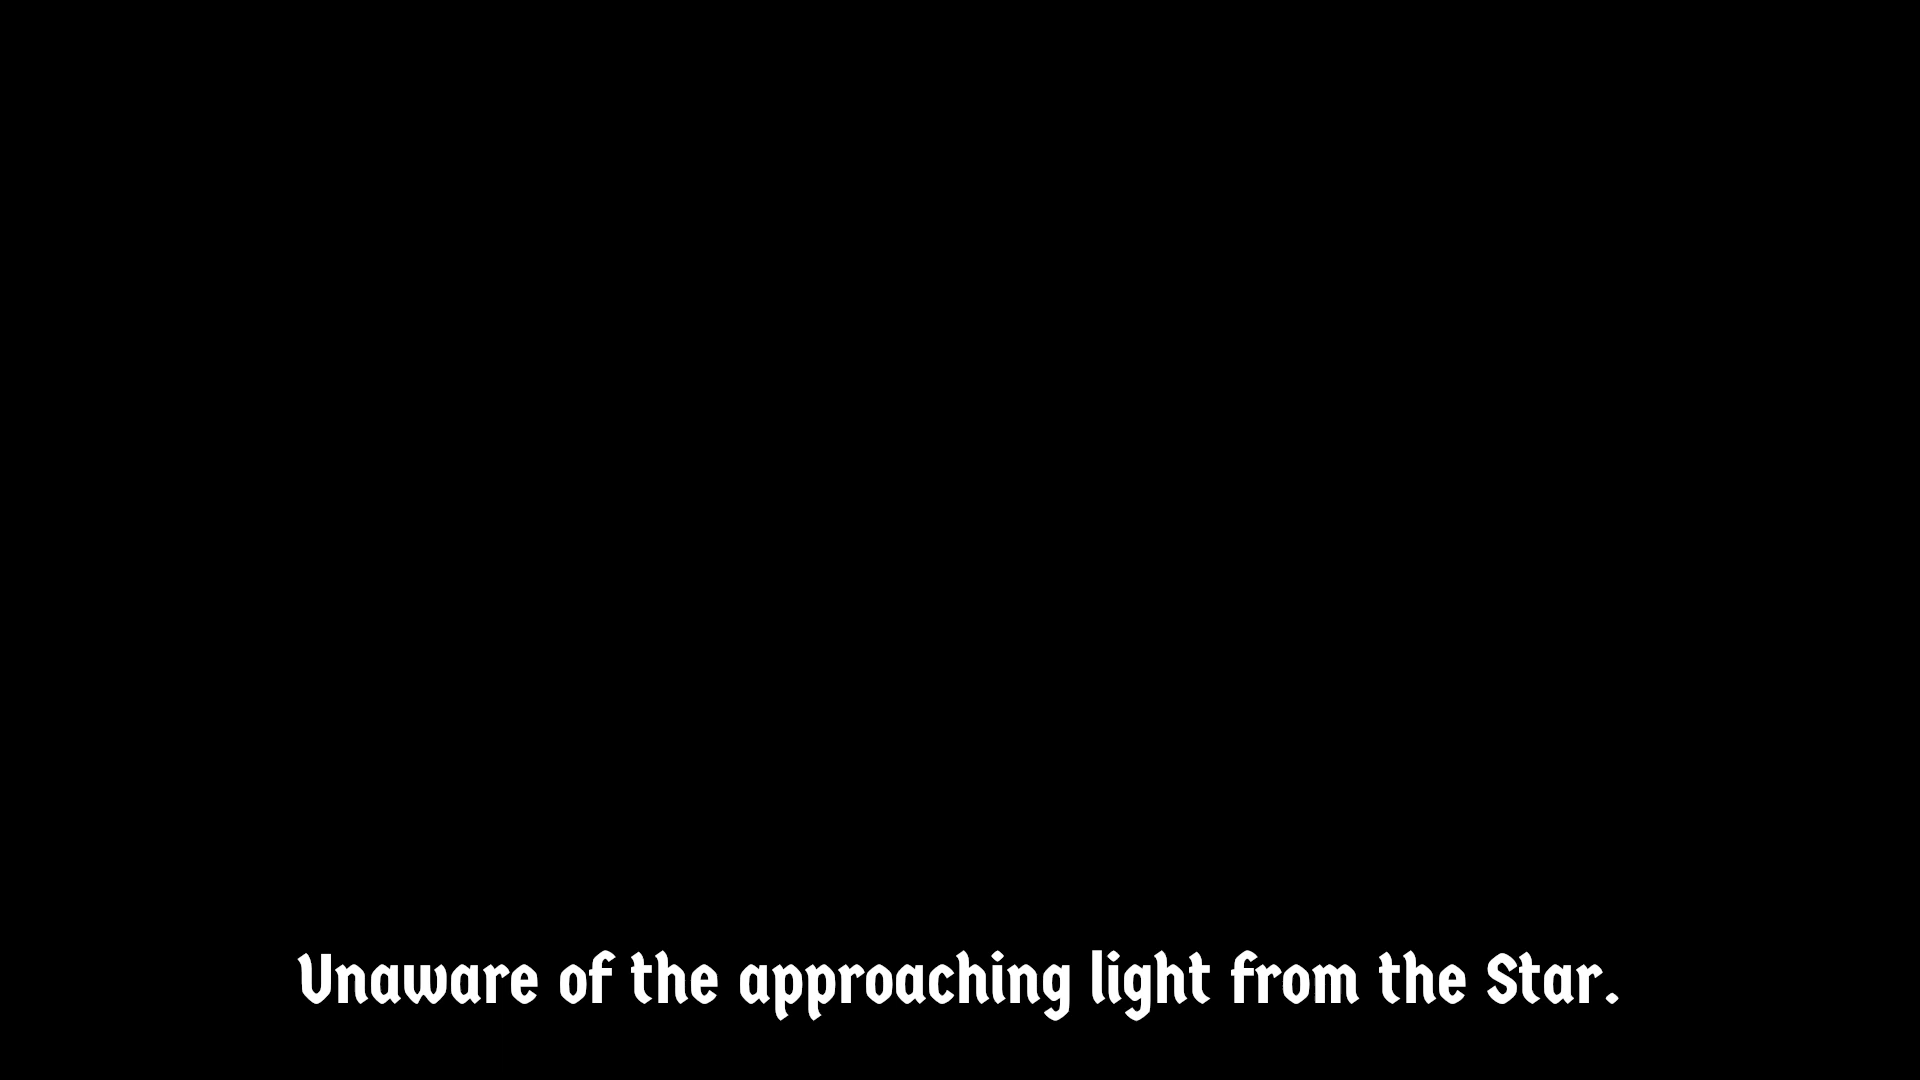 Unaware of the approaching light from the Star.